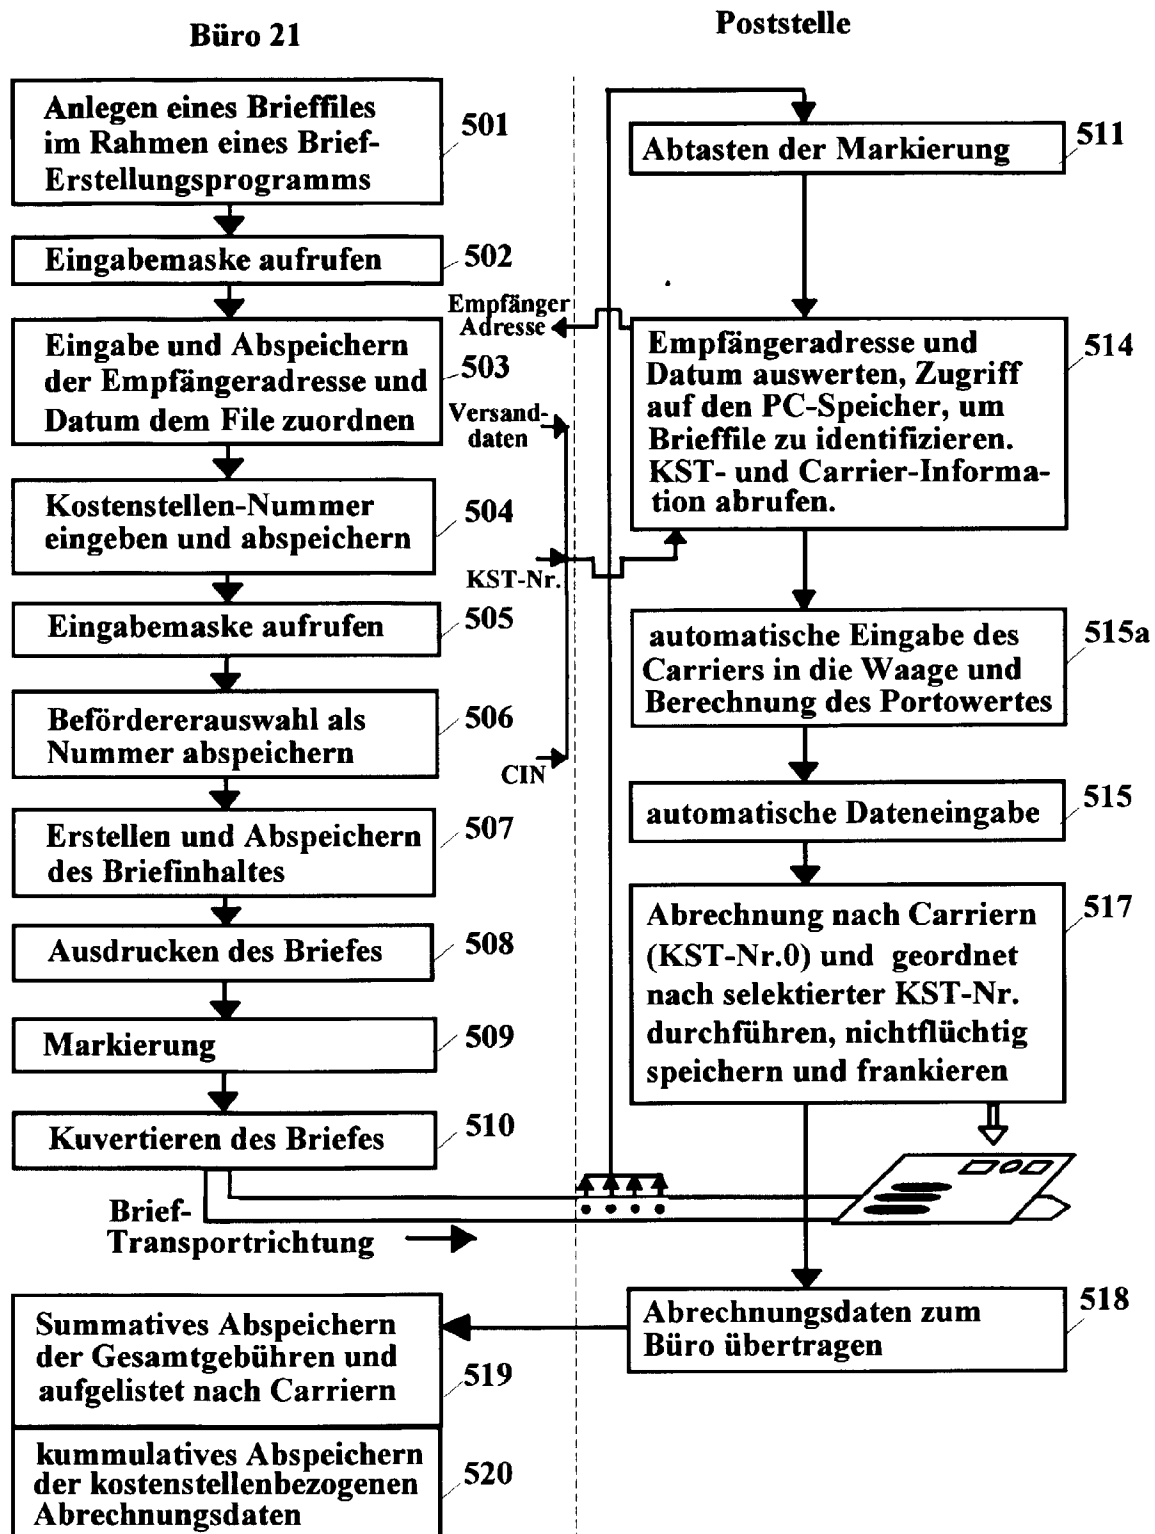 Büro 21
Anlegen eines Brieffiles
im Rahmen eines Brief-
Erstellungsprogramms
501
Eingabemaske aufrufen
502
Eingabe und Abspeichern
der Empfängeradresse und
Datum dem File zuordnen
503
Kostenstellen-Nummer
eingeben und abspeichern
504
Eingabemaske aufrufen
505
Befördererauswahl als
Nummer abspeichern
506
Erstellen und Abspeichern
des Briefinhaltes
507
Ausdrucken des Briefes
508
Markierung
509
Kuvertieren des Briefes
510
Brief-
Transportrichtung
Empfänger
Adresse
Versand-
daten
KST-Nr.
CIN
Poststelle
Abtasten der Markierung
511
Empfängeradresse und
Datum auswerten, Zugriff
auf den PC-Speicher, um
Brieffile zu identifizieren.
KST- und Carrier-Informa-
tion abrufen.
514
automatische Eingabe des
Carriers in die Waage und
Berechnung des Portowertes
515a
automatische Dateneingabe
515
Abrechnung nach Carriern
(KST-Nr.0) und geordnet
nach selektierter KST-Nr.
durchführen, nichtflüchtig
speichern und frankieren
517
Abrechnungsdaten zum
Büro übertragen
518
Summatives Abspeichern
der Gesamtgebühren und
aufgelistet nach Carriern
519
kummulatives Abspeichern
der kostenstellenbezogenen
Abrechnungsdaten
520